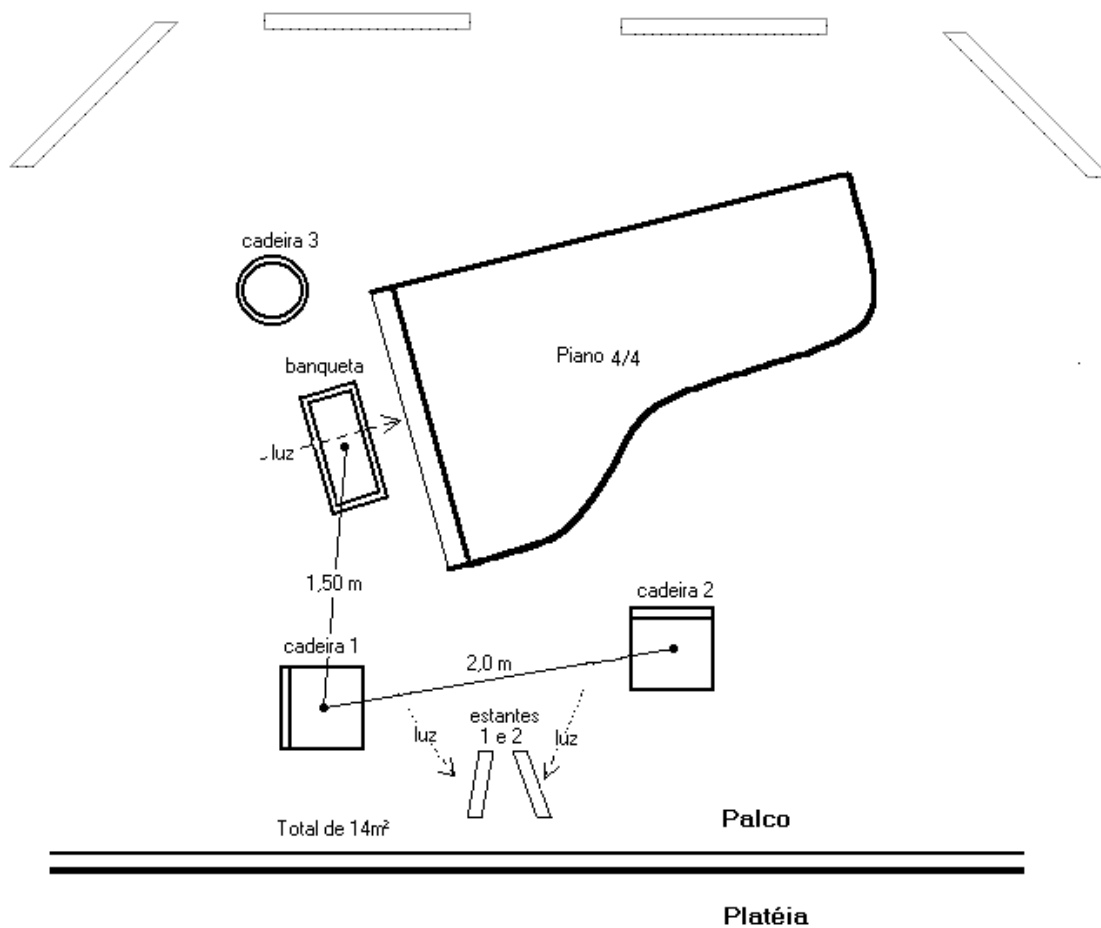 cadeira 3
Piano 4/4
banqueta
luz
1,50 m
cadeira 2
cadeira 1
2,0 m
estantes
1 e 2
luz
luz
Total de 14m²
Palco
Platéia